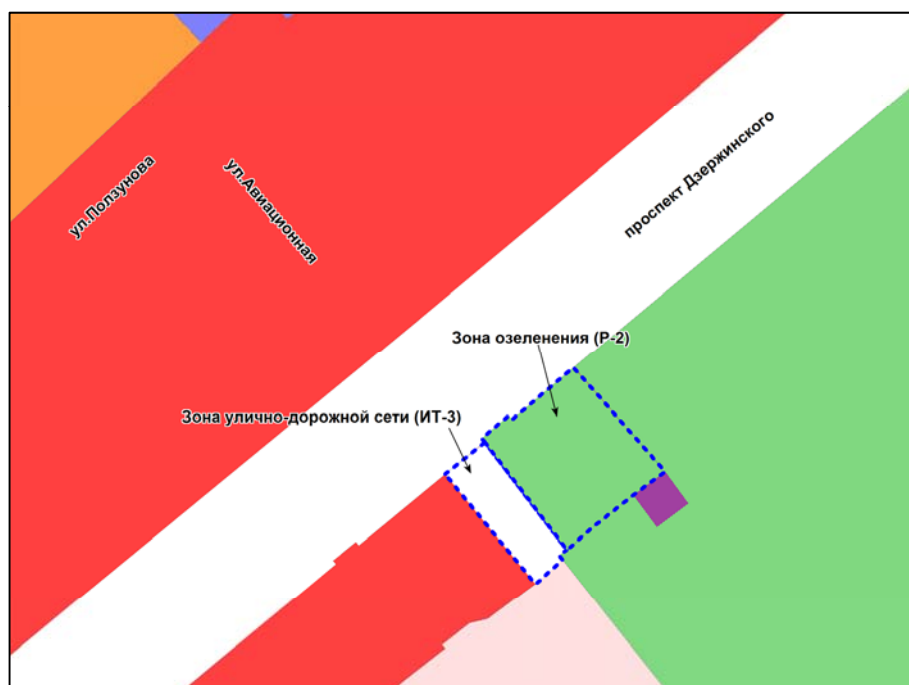 ул.Ползунова
ул.Авиационная
проспект Дзержинского
Зона озеленения (Р-2)
Зона улично-дорожной сети (ИТ-3)